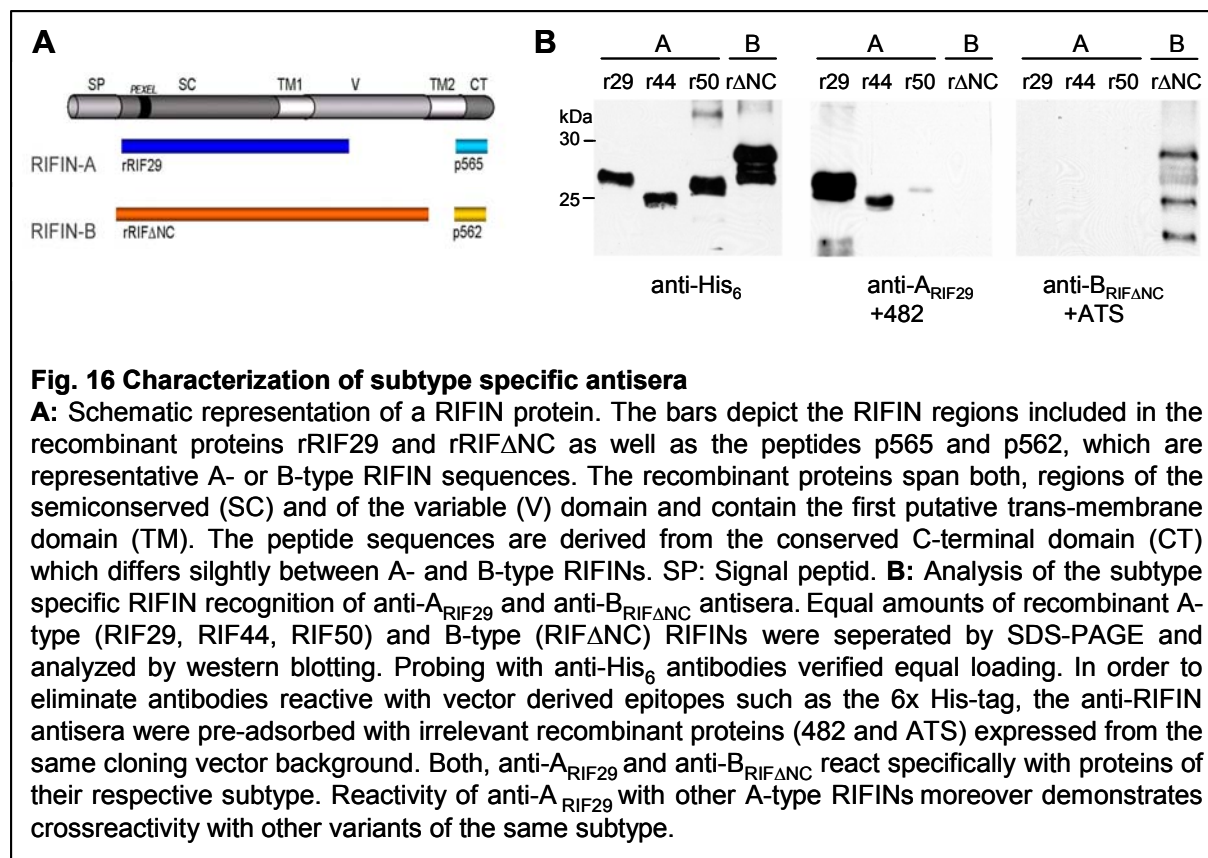 A
SP PEXEL SC TM1 V TM2 CT
RIFIN-A
rRIF29 p565
RIFIN-B
rRIFΔNC p562
B
A B A B A B
r29 r44 r50 rΔNC r29 r44 r50 rΔNC r29 r44 r50 rΔNC
kDa
30
25
anti-His6 anti-ARIF29 anti-BRIFΔNC
+482 +ATS
Fig. 16 Characterization of subtype specific antisera
A: Schematic representation of a RIFIN protein. The bars depict the RIFIN regions included in the
recombinant proteins rRIF29 and rRIFΔNC as well as the peptides p565 and p562, which are
representative A- or B-type RIFIN sequences. The recombinant proteins span both, regions of the
semiconserved (SC) and of the variable (V) domain and contain the first putative trans-membrane
domain (TM). The peptide sequences are derived from the conserved C-terminal domain (CT)
which differs silghtly between A- and B-type RIFINs. SP: Signal peptid. B: Analysis of the subtype
specific RIFIN recognition of anti-ARIF29 and anti-BRIFΔNC antisera. Equal amounts of recombinant A-
type (RIF29, RIF44, RIF50) and B-type (RIFΔNC) RIFINs were seperated by SDS-PAGE and
analyzed by western blotting. Probing with anti-His6 antibodies verified equal loading. In order to
eliminate antibodies reactive with vector derived epitopes such as the 6x His-tag, the anti-RIFIN
antisera were pre-adsorbed with irrelevant recombinant proteins (482 and ATS) expressed from the
same cloning vector background. Both, anti-ARIF29 and anti-BRIFΔNC react specifically with proteins of
their respective subtype. Reactivity of anti-A RIF29 with other A-type RIFINs moreover demonstrates
crossreactivity with other variants of the same subtype.